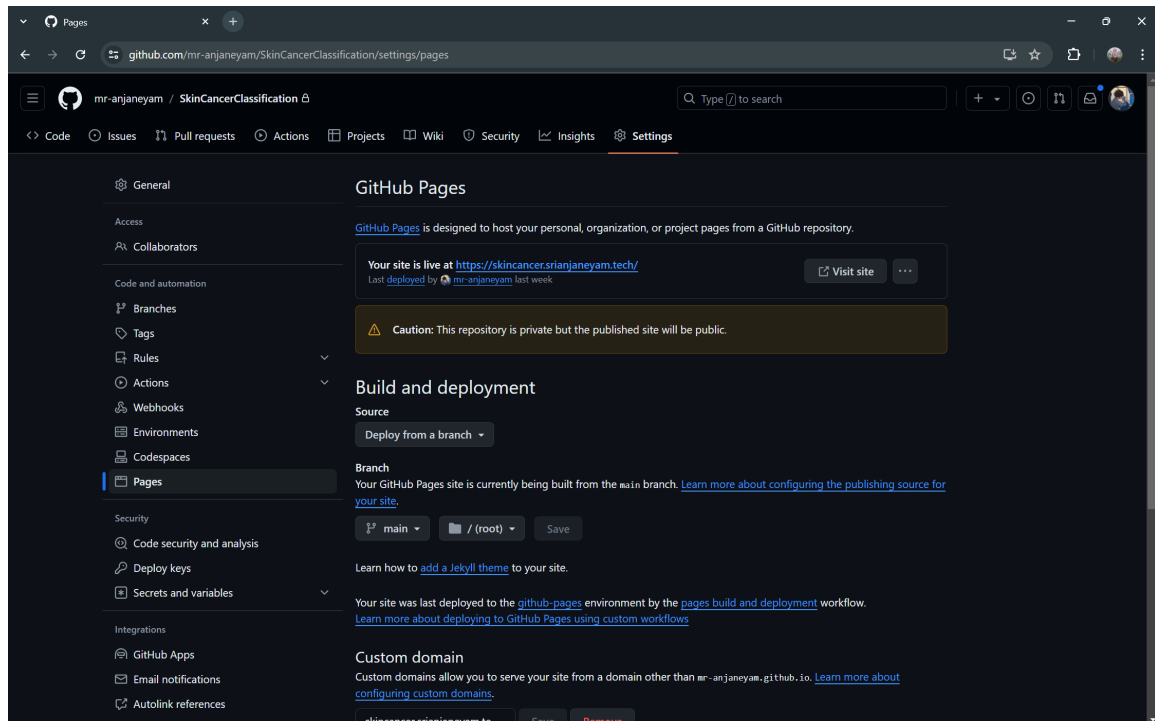 Pages
github.com/mr-anjaneyam/SkinCancerClassification/settings/pages
mr-anjaneyam / SkinCancerClassification
Type / to search
Code Issues Pull requests Actions Projects Wiki Security Insights Settings
General
Access
Collaborators
Code and automation
Branches
Tags
Rules
Actions
Webhooks
Environments
Codespaces
Pages
Security
Code security and analysis
Deploy keys
Secrets and variables
Integrations
GitHub Apps
Email notifications
Autolink references
GitHub Pages
GitHub Pages is designed to host your personal, organization, or project pages from a GitHub repository.
Your site is live at https://skincancer.srianjaneyam.tech/
Last deployed by mr-anjaneyam last week
Visit site
Caution: This repository is private but the published site will be public.
Build and deployment
Source
Deploy from a branch
Branch
Your GitHub Pages site is currently being built from the main branch. Learn more about configuring the publishing source for
your site.
main / (root) Save
Learn how to add a Jekyll theme to your site.
Your site was last deployed to the github-pages environment by the pages build and deployment workflow.
Learn more about deploying to GitHub Pages using custom workflows
Custom domain
Custom domains allow you to serve your site from a domain other than mr-anjaneyam.github.io. Learn more about
configuring custom domains.
skincancer.srianjaneyam.te Save Remove